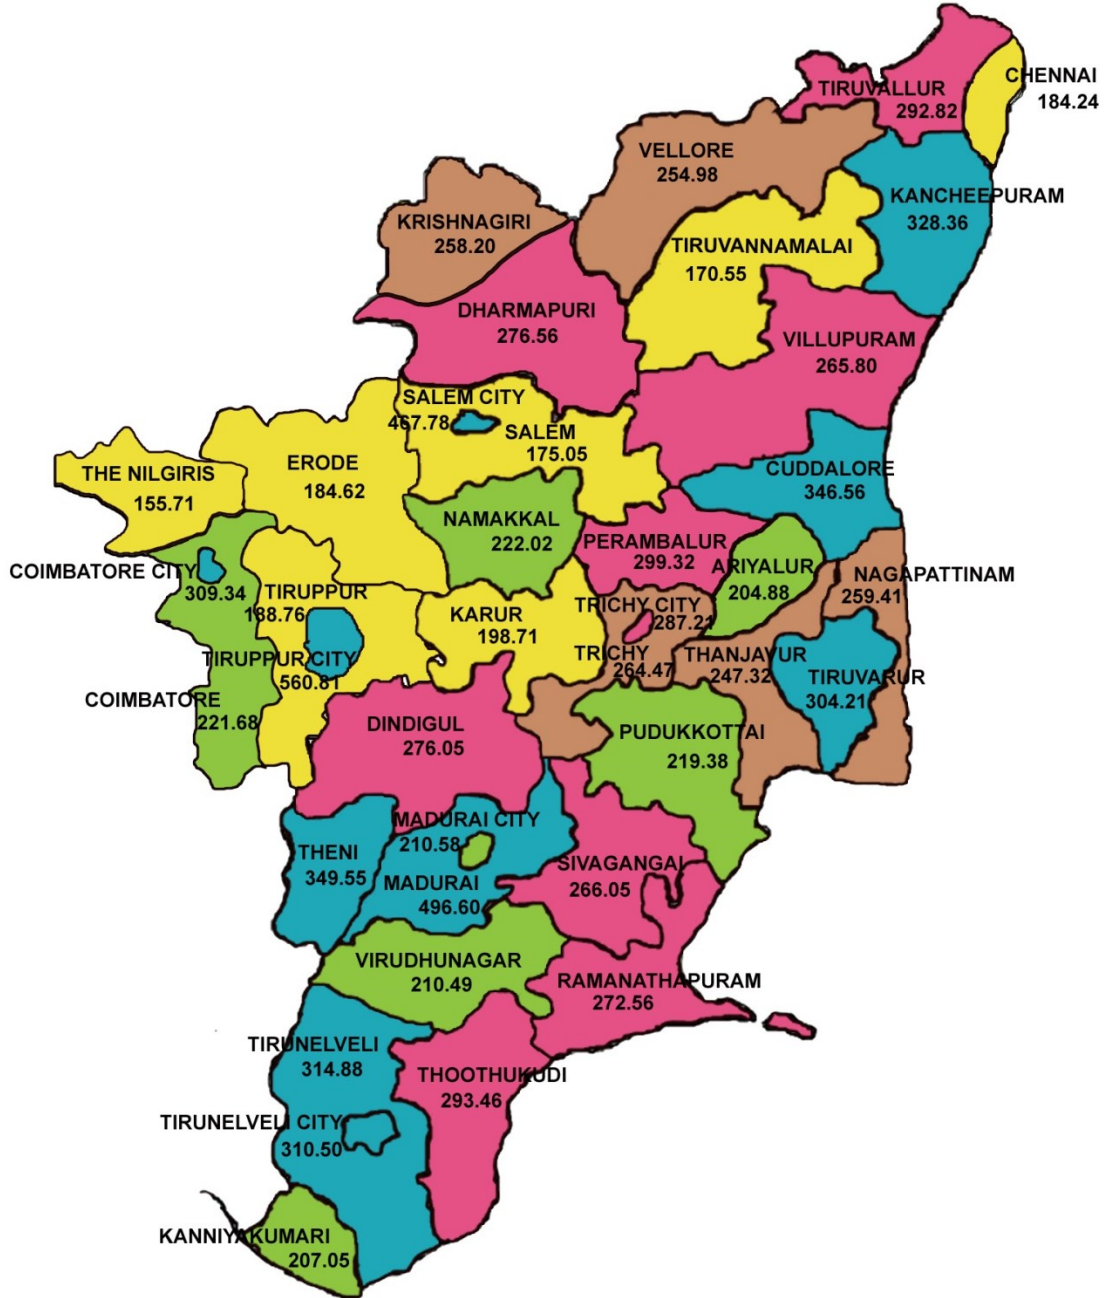 CHENNAI
184.24
TIRUVALLUR
292.82
VELLORE
254.98
KANCHEEPURAM
328.36
KRISHNAGIRI
258.20
TIRUVANNAMALAI
170.55
DHARMAPURI
276.56
VILLUPURAM
265.80
SALEM CITY
467.78
SALEM
175.05
THE NILGIRIS
155.71
ERODE
184.62
CUDDALORE
346.56
NAMAKKAL
222.02
PERAMBALUR
299.32
ARIYALUR
204.88
NAGAPATTINAM
259.41
COIMBATORE CITY
309.34
TIRUPPUR
188.76
KARUR
198.71
TRICHY CITY
287.21
TRICHY
264.47
THANJAVUR
247.32
TIRUVARUR
304.21
TIRUPPUR CITY
560.81
COIMBATORE
221.68
DINDIGUL
276.05
PUDUKKOTTAI
219.38
MADURAI CITY
210.58
THENI
349.55
MADURAI
496.60
SIVAGANGAI
266.05
VIRUDHUNAGAR
210.49
RAMANATHAPURAM
272.56
TIRUNELVELI
314.88
THOOTHUKUDI
293.46
TIRUNELVELI CITY
310.50
KANNIYAKUMARI
207.05